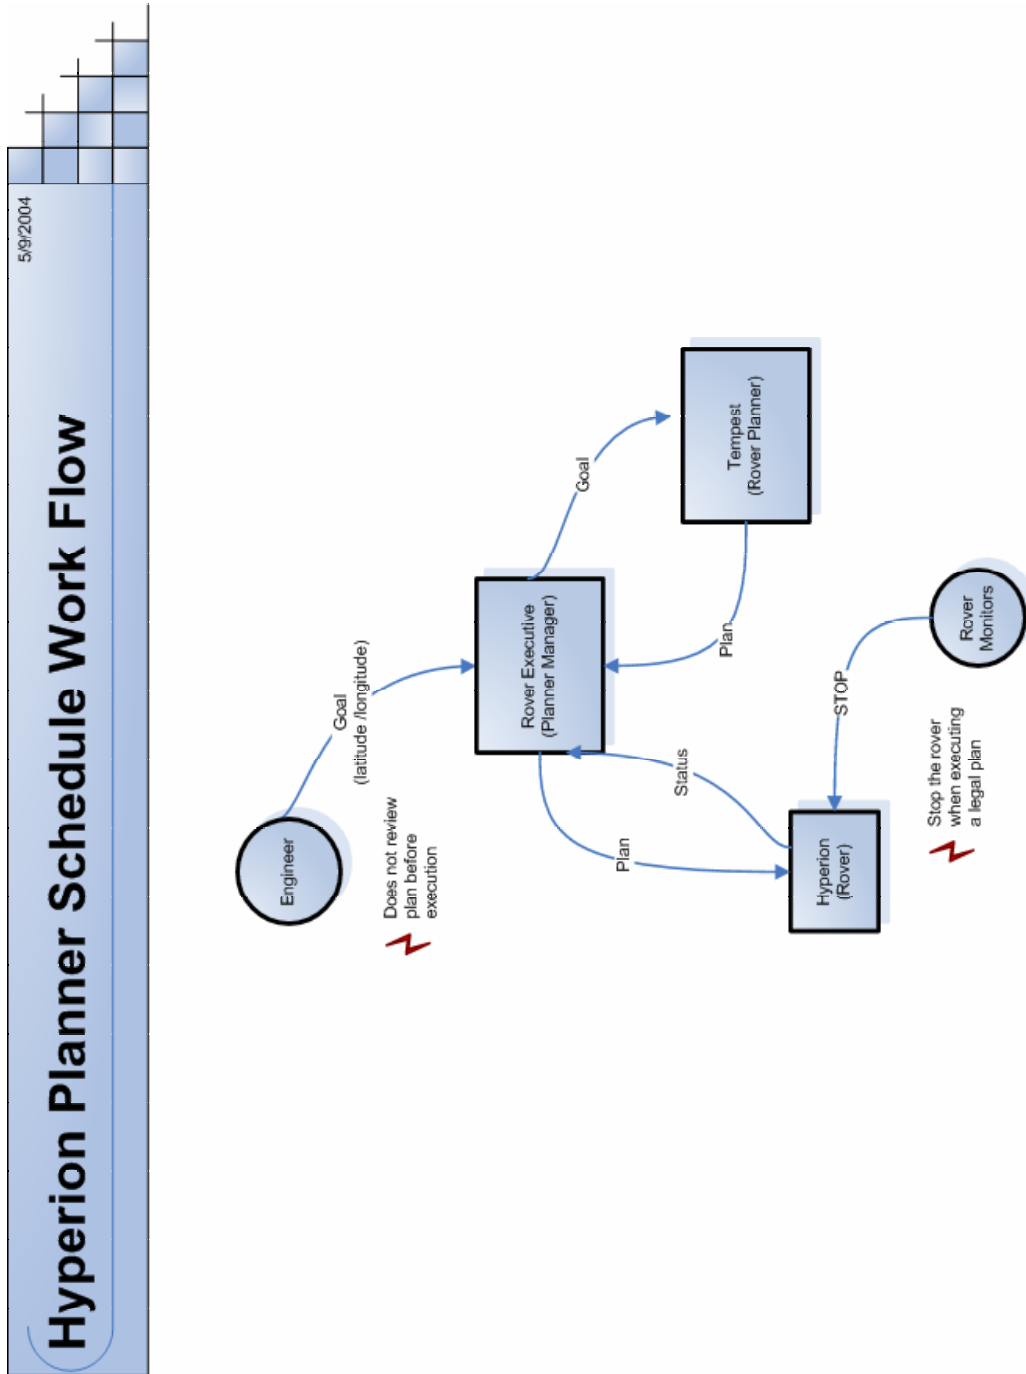 Hyperion Planner Schedule Work Flow
5/9/2004
Engineer
Goal
(latitude /longitude)
Does not review
plan before
execution
Rover Executive
(Planner Manager)
Goal
Tempest
(Rover Planner)
Plan
Status
Plan
Hyperion
(Rover)
STOP
Rover
Monitors
Stop the rover
when executing
a legal plan